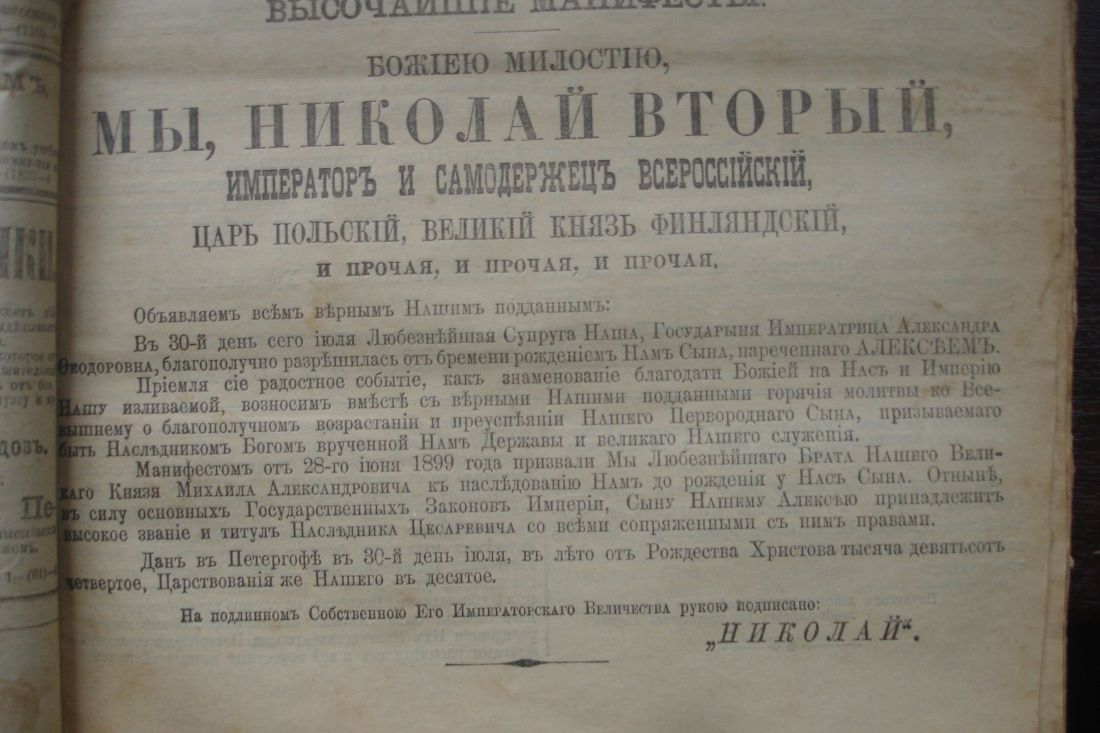 ВЫСОЧАЙШІЕ МАНИФЕСТЫ.
БОЖІЕЮ МИЛОСТІЮ,
МЫ, НИКОЛАЙ ВТОРЫЙ,
ИМПЕРАТОРЪ И САМОДЕРЖЕЦЪ ВСЕРОССІЙСКІЙ,
ЦАРЬ ПОЛЬСКІЙ, ВЕЛИКІЙ КНЯЗЬ ФИНЛЯНДСКІЙ,
И ПРОЧАЯ, И ПРОЧАЯ, И ПРОЧАЯ.
Объявляемъ всѣмъ вѣрнымъ Нашимъ подданнымъ:
Въ 30-й день сего іюля Любезнѣйшая Супруга Наша, Государыня Императрица Александра
Ѳеодоровна, благополучно разрѣшилась отъ бремени рожденіемъ Намъ Сына, нареченнаго АЛЕКСѢЕМЪ.
Пріемля сіе радостное событіе, какъ знаменованіе благодати Божіей на Насъ и Имперію
Нашу изливаемой, возносимъ вмѣстѣ съ вѣрными Нашими подданными горячія молитвы ко Все-
вышнему о благополучномъ возрастаніи и преуспѣяніи Нашего Первороднаго Сына, призываемаго
быть Наслѣдникомъ Богомъ врученной Намъ Державы и великаго Нашего служенія.
Манифестомъ отъ 28-го іюня 1899 года призвали Мы Любезнѣйшаго Брата Нашего Вели-
каго Князя Михаила Александровича къ наслѣдованію Намъ до рожденія у Насъ Сына. Отнынѣ,
въ силу основныхъ Государственныхъ Законовъ Имперіи, Сыну Нашему Алексѣю принадлежитъ
высокое званіе и титулъ Наслѣдника Цесаревича со всѣми сопряженными съ нимъ правами.
Данъ въ Петергофѣ въ 30-й день іюля, въ лѣто отъ Рождества Христова тысяча девятьсотъ
четвертое, Царствованія же Нашего въ десятое.
На подлинномъ Собственною Его Императорскаго Величества рукою подписано:
„НИКОЛАЙ“.